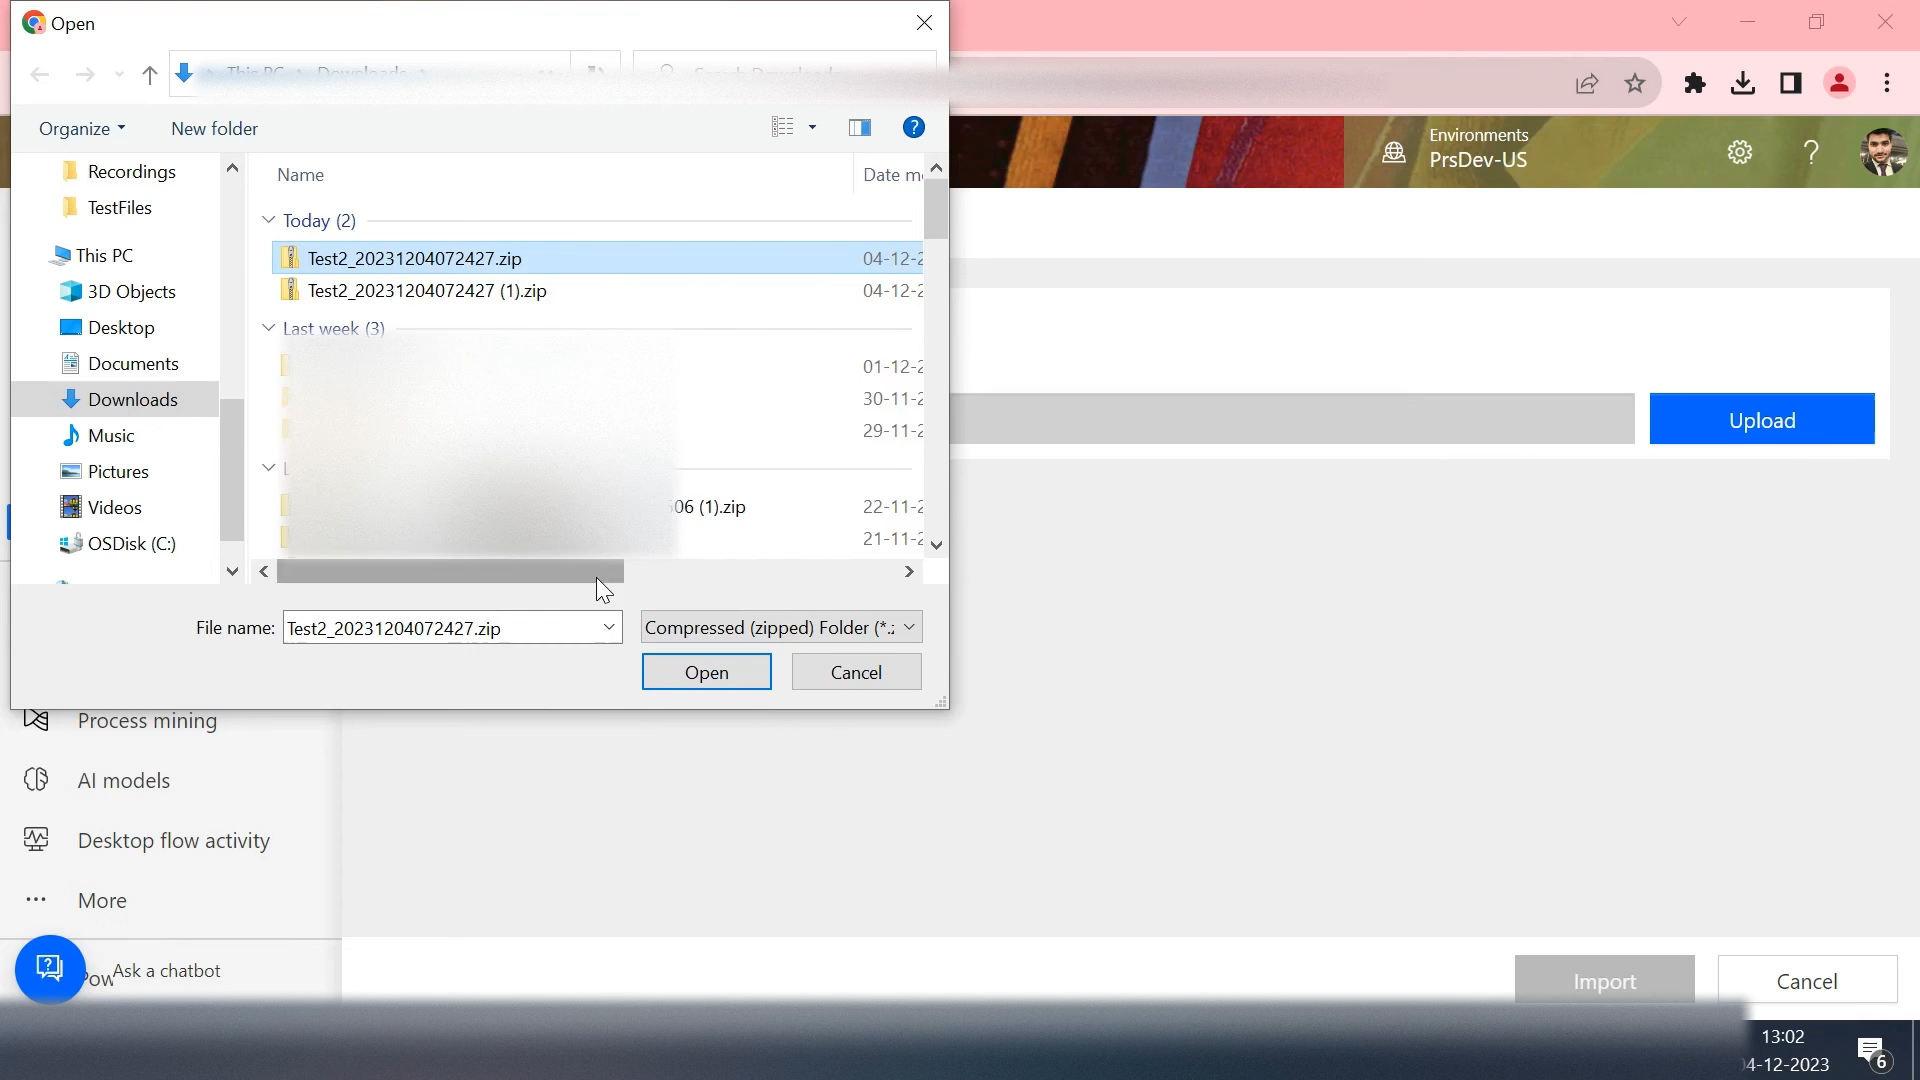 Open
Organize
New folder
Recordings
TestFiles
This PC
3D Objects
Desktop
Documents
Downloads
Music
Pictures
Videos
OSDisk (C:)
Name
Date m
Today (2)
Test2_20231204072427.zip
04-12-2
Test2_20231204072427 (1).zip
04-12-2
Last week (3)
01-12-2
30-11-2
29-11-2
06 (1).zip
22-11-2
21-11-2
File name:
Test2_20231204072427.zip
Compressed (zipped) Folder (*.z
Open
Cancel
Environments
PrsDev-US
Upload
Process mining
AI models
Desktop flow activity
More
Pow
Ask a chatbot
Import
Cancel
13:02
4-12-2023
6